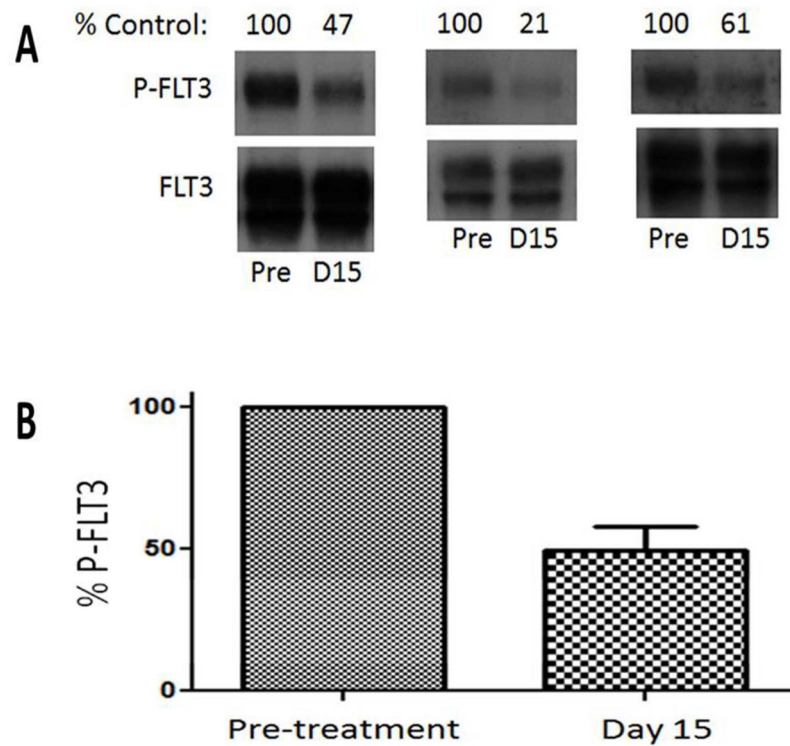 A
% Control: 100 47 100 21 100 61
P-FLT3
FLT3
Pre D15 Pre D15 Pre D15
B
% P-FLT3
100
50
0
Pre-treatment Day 15